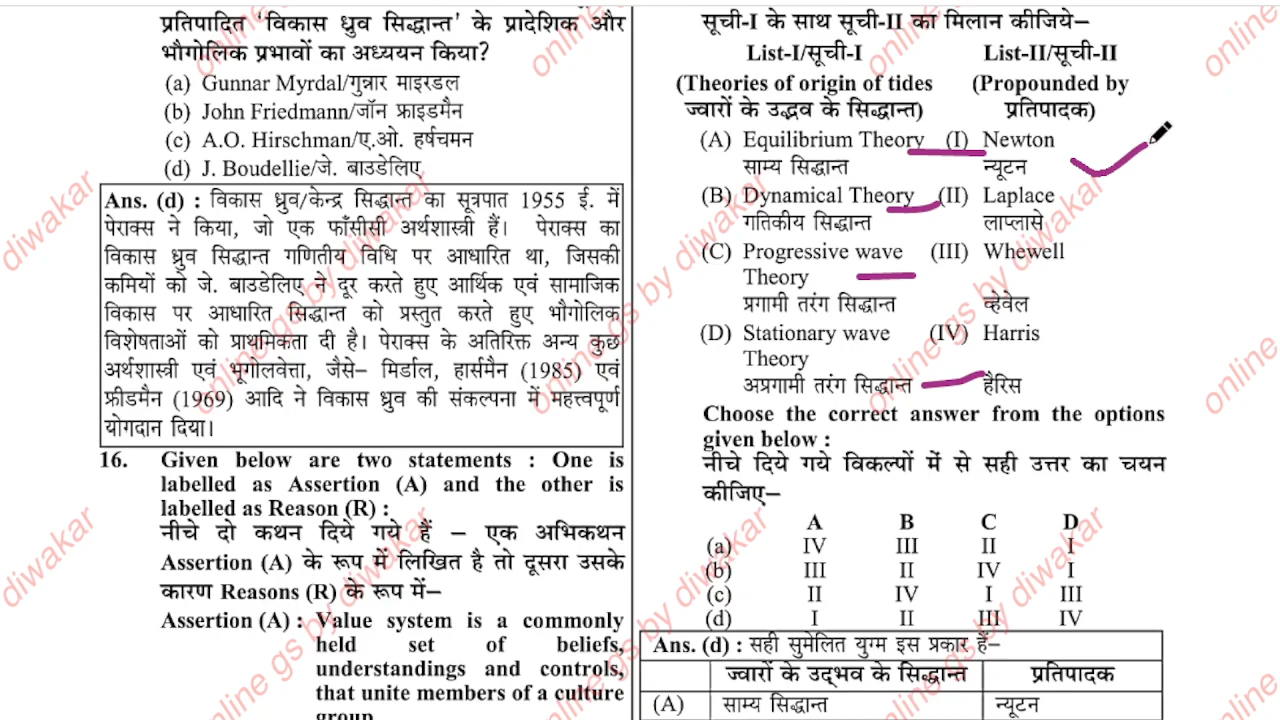 प्रतिपादित ‘विकास ध्रुव सिद्धान्त’ के प्रादेशिक और
भौगोलिक प्रभावों का अध्ययन किया?
(a) Gunnar Myrdal/गुन्नार माइरडल
(b) John Friedmann/जॉन फ्राइडमैन
(c) A.O. Hirschman/ए.ओ. हर्षचमन
(d) J. Boudellie/जे. बाउडेलिए
Ans. (d) : विकास ध्रुव/केन्द्र सिद्धान्त का सूत्रपात 1955 ई. में
पेराक्स ने किया, जो एक फाँसीसी अर्थशास्त्री हैं। पेराक्स का
विकास ध्रुव सिद्धान्त गणितीय विधि पर आधारित था, जिसकी
कमियों को जे. बाउडेलिए ने दूर करते हुए आर्थिक एवं सामाजिक
विकास पर आधारित सिद्धान्त को प्रस्तुत करते हुए भौगोलिक
विशेषताओं को प्राथमिकता दी है। पेराक्स के अतिरिक्त अन्य कुछ
अर्थशास्त्री एवं भूगोलवेत्ता, जैसे– मिर्डाल, हार्समैन (1985) एवं
फ्रीडमैन (1969) आदि ने विकास ध्रुव की संकल्पना में महत्त्वपूर्ण
योगदान दिया।
16. Given below are two statements : One is
labelled as Assertion (A) and the other is
labelled as Reason (R) :
नीचे दो कथन दिये गये हैं – एक अभिकथन
Assertion (A) के रूप में लिखित है तो दूसरा उसके
कारण Reasons (R) के रूप में–
Assertion (A) : Value system is a commonly
held set of beliefs,
understandings and controls,
that unite members of a culture
group.
सूची-I के साथ सूची-II का मिलान कीजिये–
List-I/सूची-I List-II/सूची-II
(Theories of origin of tides (Propounded by
ज्वारों के उद्भव के सिद्धान्त) प्रतिपादक)
(A) Equilibrium Theory (I) Newton
साम्य सिद्धान्त न्यूटन
(B) Dynamical Theory (II) Laplace
गतिकीय सिद्धान्त लाप्लासे
(C) Progressive wave (III) Whewell
Theory
प्रगामी तरंग सिद्धान्त व्हेवेल
(D) Stationary wave (IV) Harris
Theory
अप्रगामी तरंग सिद्धान्त हैरिस
Choose the correct answer from the options
given below :
नीचे दिये गये विकल्पों में से सही उत्तर का चयन
कीजिए–
A B C D
(a) IV III II I
(b) III II IV I
(c) II IV I III
(d) I II III IV
Ans. (d) : सही सुमेलित युग्म इस प्रकार हैं–
ज्वारों के उद्भव के सिद्धान्त प्रतिपादक
(A) साम्य सिद्धान्त न्यूटन
online gs by diwakar